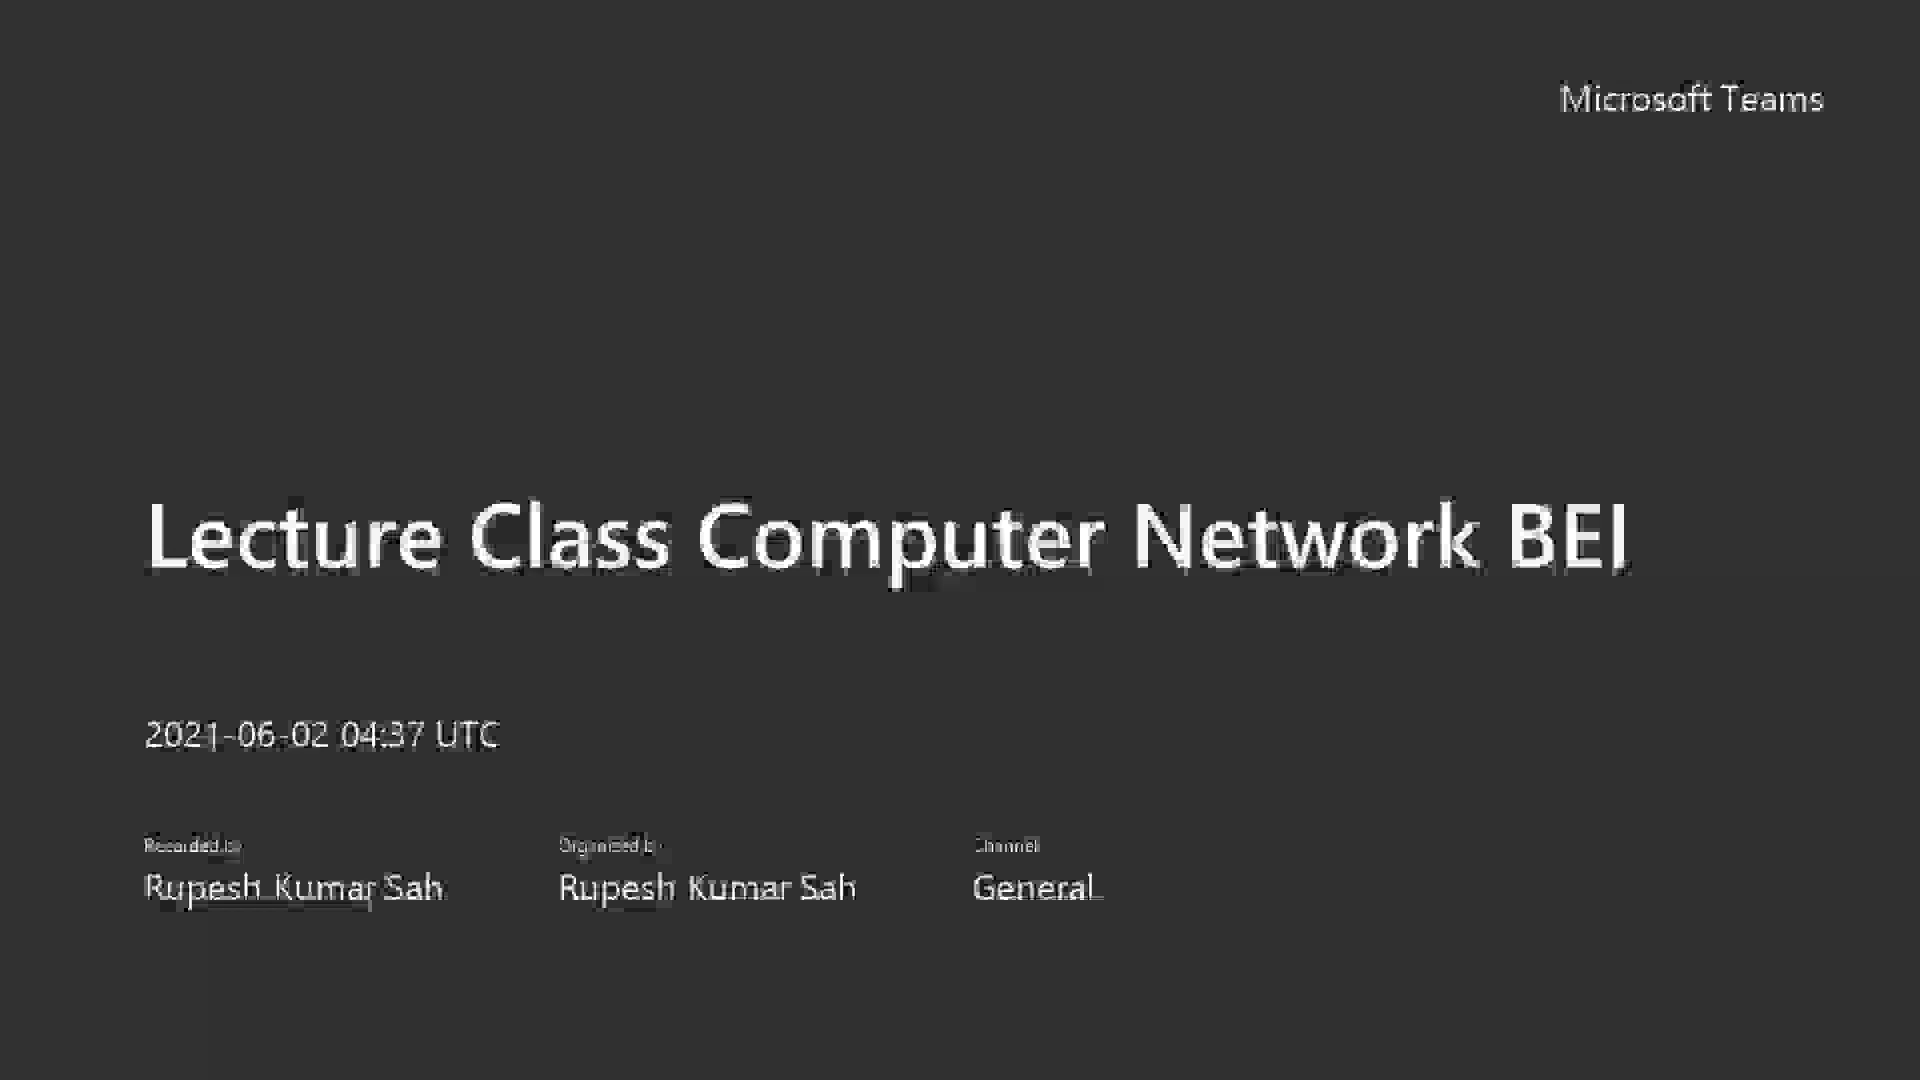 Microsoft Teams
Lecture Class Computer Network BEI
2021-06-02 04:37 UTC
Recorded by Organized by Channel
Rupesh Kumar Sah Rupesh Kumar Sah General